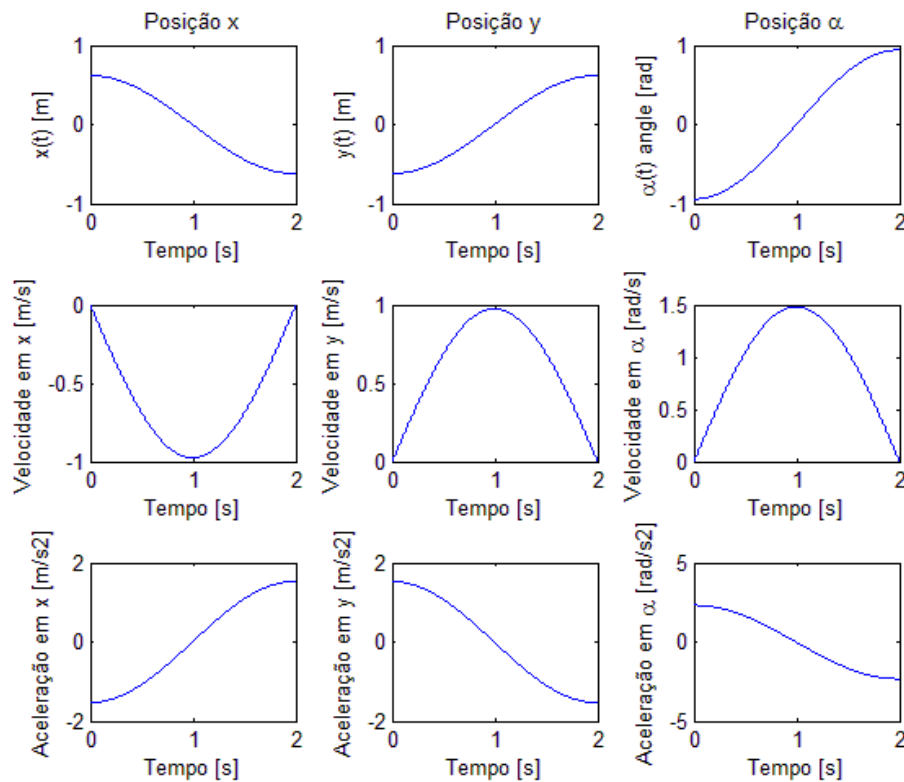 Posição x
1
0
-1
x(t) [m]
0 1 2
Tempo [s]
Posição y
1
0
-1
y(t) [m]
0 1 2
Tempo [s]
Posição α
1
0
-1
α(t) angle [rad]
0 1 2
Tempo [s]
0
-0.5
-1
Velocidade em x [m/s]
0 1 2
Tempo [s]
1
0.5
0
Velocidade em y [m/s]
0 1 2
Tempo [s]
1.5
1
0.5
0
Velocidade em α [rad/s]
0 1 2
Tempo [s]
2
0
-2
Aceleração em x [m/s2]
0 1 2
Tempo [s]
2
0
-2
Aceleração em y [m/s2]
0 1 2
Tempo [s]
5
0
-5
Aceleração em α [rad/s2]
0 1 2
Tempo [s]